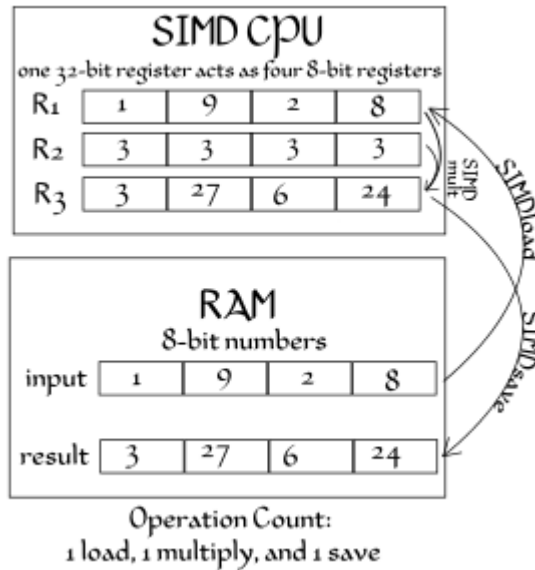 SIMD CPU
one 32-bit register acts as four 8-bit registers
R1 1 9 2 8
R2 3 3 3 3
R3 3 27 6 24
SIMD mult
SIMD load
SIMD save
RAM
8-bit numbers
input 1 9 2 8
result 3 27 6 24
Operation Count:
1 load, 1 multiply, and 1 save